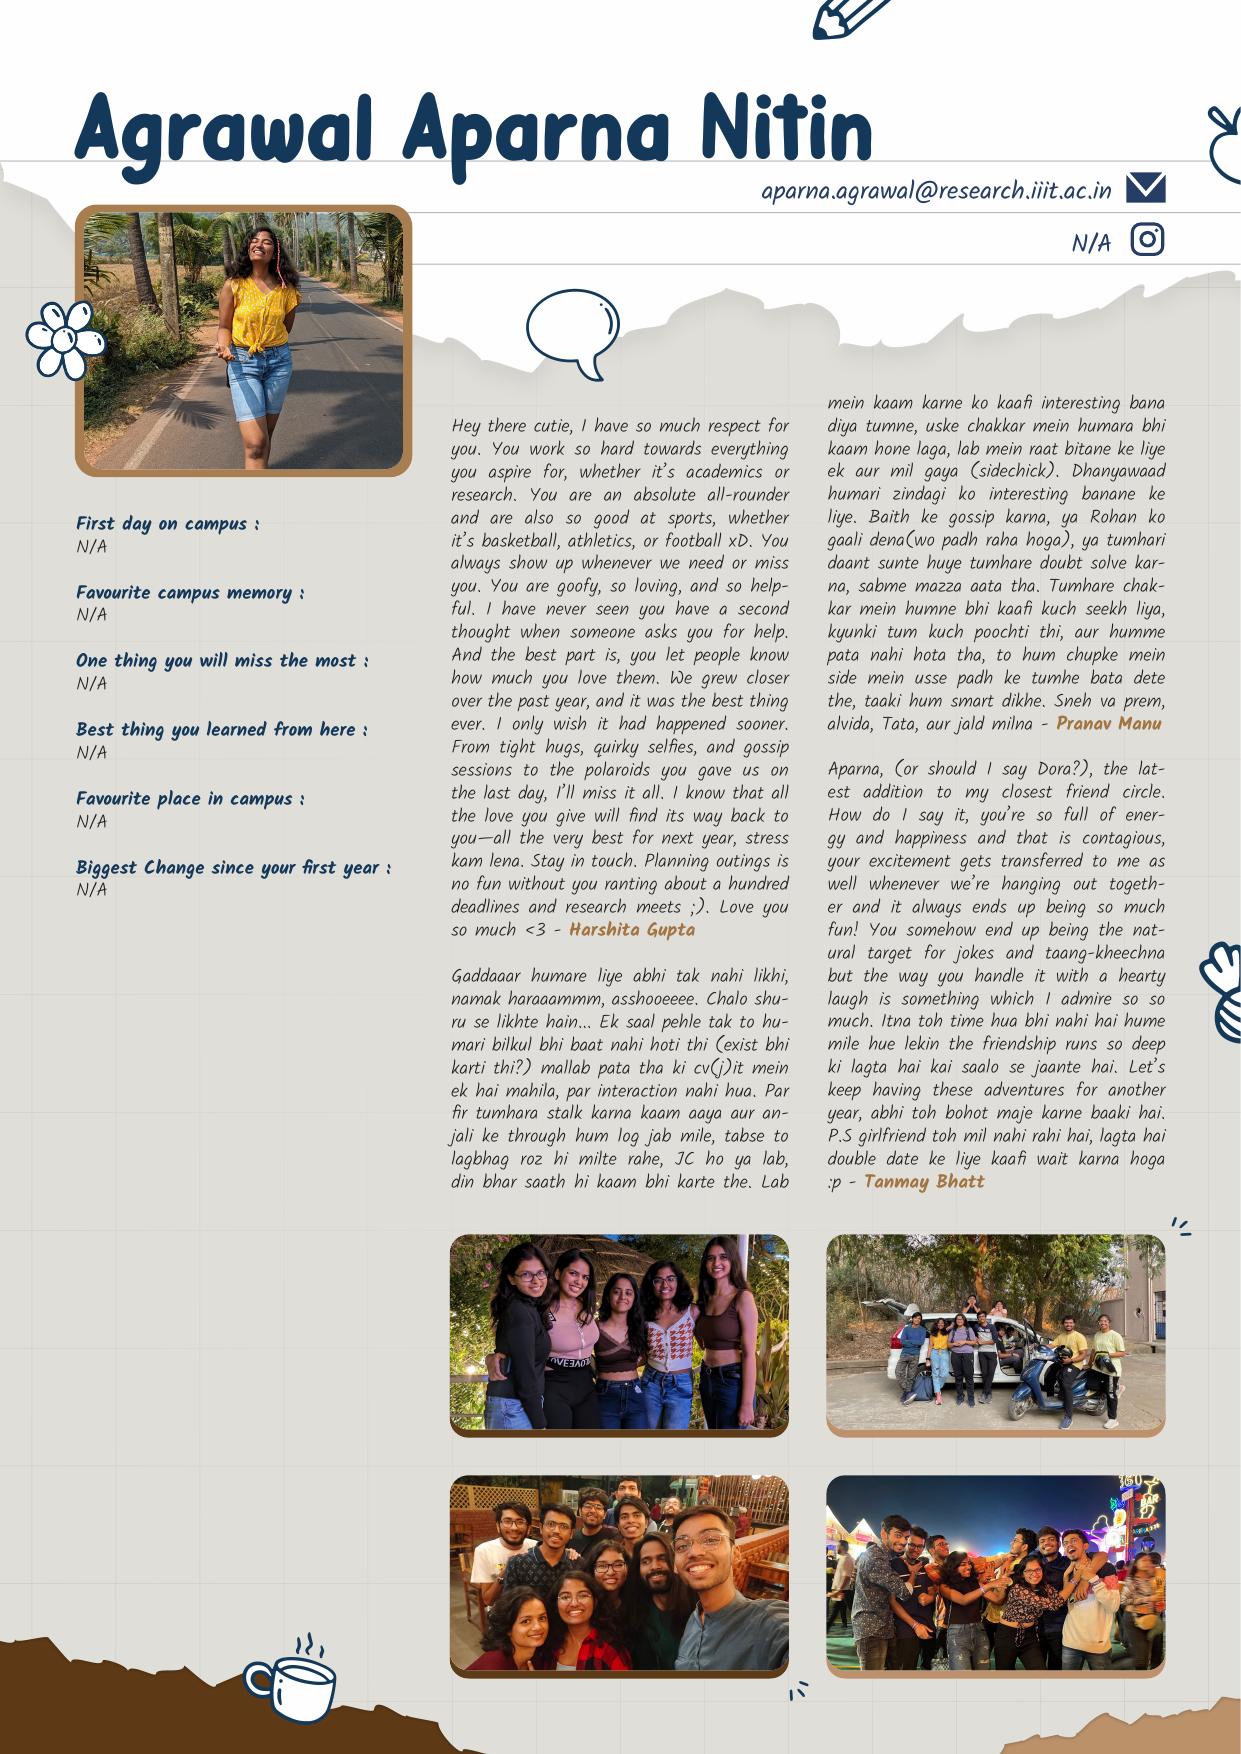 Agrawal Aparna Nitin
aparna.agrawal@research.iiit.ac.in
N/A
First day on campus :
N/A
Favourite campus memory :
N/A
One thing you will miss the most :
N/A
Best thing you learned from here :
N/A
Favourite place in campus :
N/A
Biggest Change since your first year :
N/A
Hey there cutie, I have so much respect for
you. You work so hard towards everything
you aspire for, whether it's academics or
research. You are an absolute all-rounder
and are also so good at sports, whether
it's basketball, athletics, or football xD. You
always show up whenever we need or miss
you. You are goofy, so loving, and so help-
ful. I have never seen you have a second
thought when someone asks you for help.
And the best part is, you let people know
how much you love them. We grew closer
over the past year, and it was the best thing
ever. I only wish it had happened sooner.
From tight hugs, quirky selfies, and gossip
sessions to the polaroids you gave us on
the last day, I'll miss it all. I know that all
the love you give will find its way back to
you—all the very best for next year, stress
kam lena. Stay in touch. Planning outings is
no fun without you ranting about a hundred
deadlines and research meets ;). Love you
so much <3 - Harshita Gupta
Gaddaaar humare liye abhi tak nahi likhi,
namak haraaammm, asshooeeee. Chalo shu-
ru se likhte hain... Ek saal pehle tak to hu-
mari bilkul bhi baat nahi hoti thi (exist bhi
karti thi?) mallab pata tha ki cv(j)it mein
ek hai mahila, par interaction nahi hua. Par
fir tumhara stalk karna kaam aaya aur an-
jali ke through hum log jab mile, tabse to
lagbhag roz hi milte rahe, JC ho ya lab,
din bhar saath hi kaam bhi karte the. Lab
mein kaam karne ko kaafi interesting bana
diya tumne, uske chakkar mein humara bhi
kaam hone laga, lab mein raat bitane ke liye
ek aur mil gaya (sidechick). Dhanyawaad
humari zindagi ko interesting banane ke
liye. Baith ke gossip karna, ya Rohan ko
gaali dena(wo padh raha hoga), ya tumhari
daant sunte huye tumhare doubt solve kar-
na, sabme mazza aata tha. Tumhare chak-
kar mein humne bhi kaafi kuch seekh liya,
kyunki tum kuch poochti thi, aur humme
pata nahi hota tha, to hum chupke mein
side mein usse padh ke tumhe bata dete
the, taaki hum smart dikhe. Sneh va prem,
alvida, Tata, aur jald milna - Pranav Manu
Aparna, (or should I say Dora?), the lat-
est addition to my closest friend circle.
How do I say it, you're so full of ener-
gy and happiness and that is contagious,
your excitement gets transferred to me as
well whenever we're hanging out togeth-
er and it always ends up being so much
fun! You somehow end up being the nat-
ural target for jokes and taang-kheechna
but the way you handle it with a hearty
laugh is something which I admire so so
much. Itna toh time hua bhi nahi hai hume
mile hue lekin the friendship runs so deep
ki lagta hai kai saalo se jaante hai. Let's
keep having these adventures for another
year, abhi toh bohot maje karne baaki hai.
P.S girlfriend toh mil nahi rahi hai, lagta hai
double date ke liye kaafi wait karna hoga
:p - Tanmay Bhatt
BAR